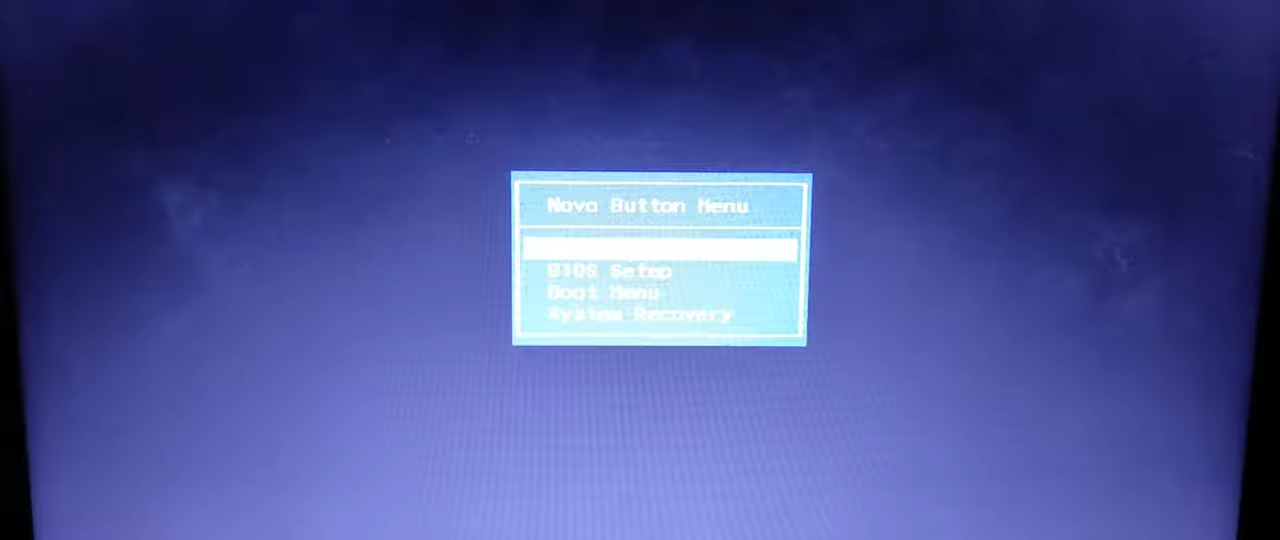 Novo Button Menu
BIOS Setup
Boot Menu
System Recovery